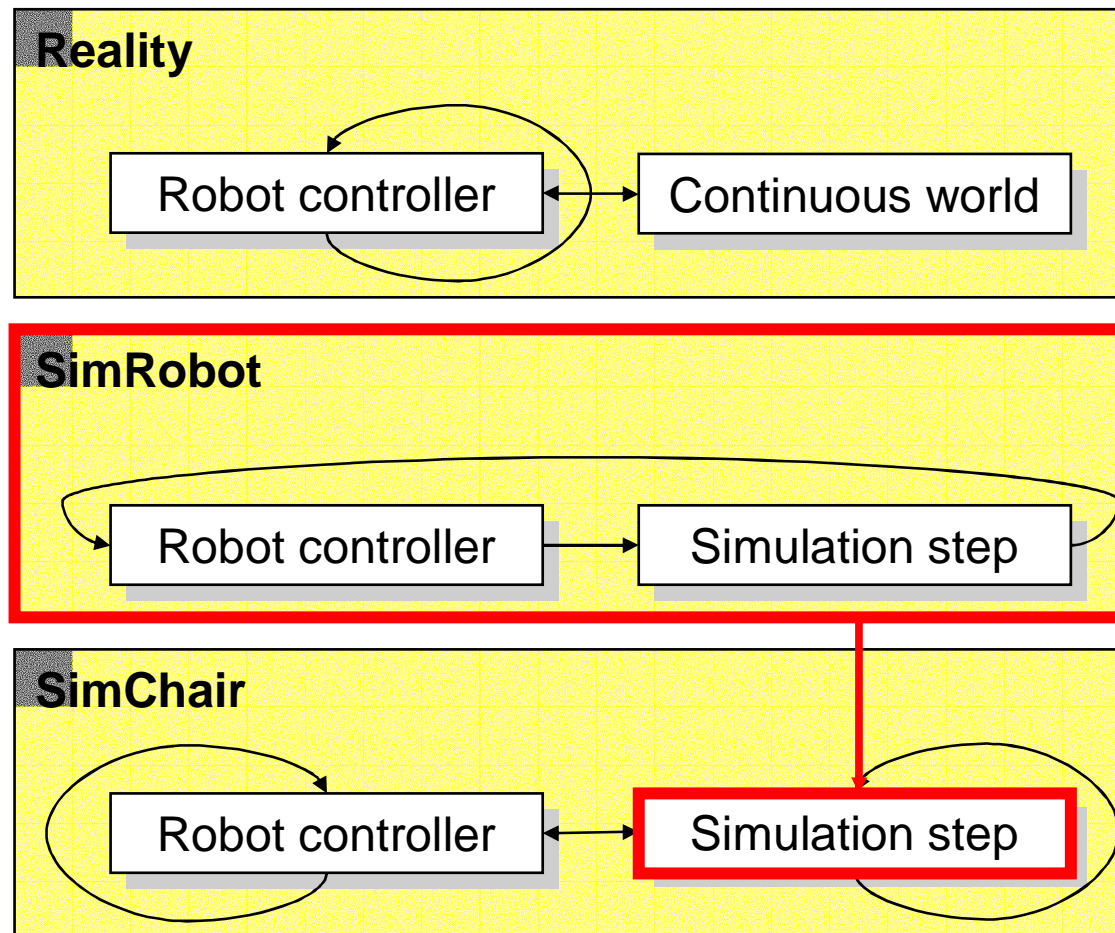 Reality
Robot controller
Continuous world
SimRobot
Robot controller
Simulation step
SimChair
Robot controller
Simulation step